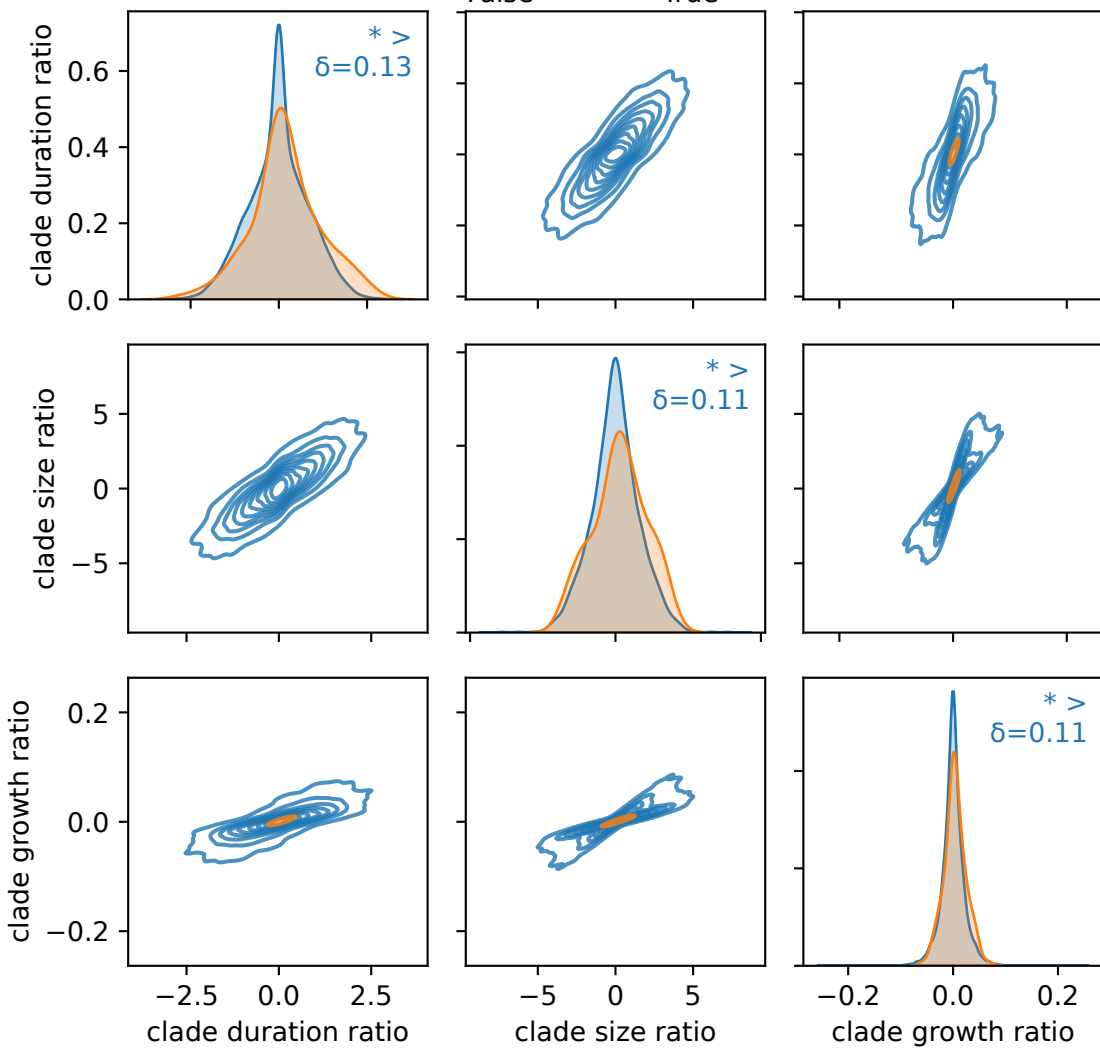 clade duration ratio
0.6
0.4
0.2
0.0
* >
δ=0.13
clade size ratio
5
0
−5
* >
δ=0.11
clade growth ratio
0.2
0.0
−0.2
* >
δ=0.11
−2.5 0.0 2.5
−5 0 5
−0.2 0.0 0.2
clade duration ratio
clade size ratio
clade growth ratio